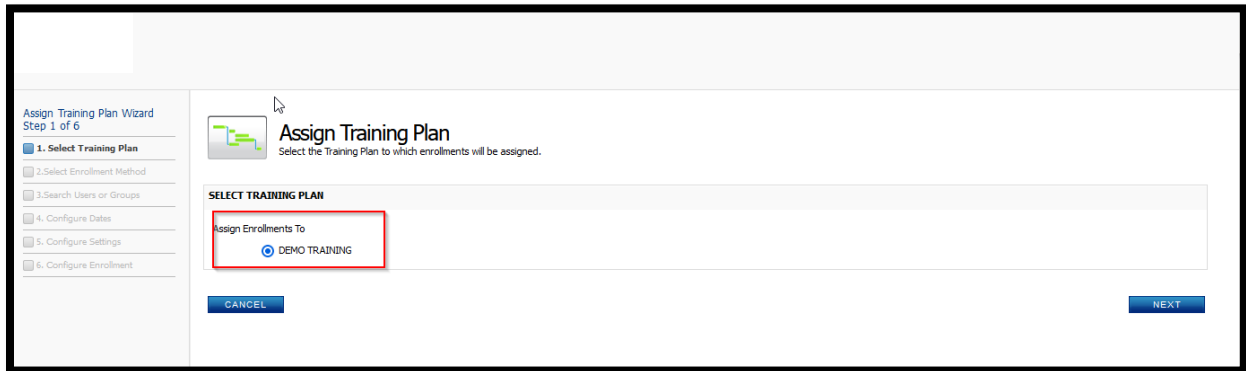 Assign Training Plan Wizard
Step 1 of 6
1. Select Training Plan
2.Select Enrollment Method
3.Search Users or Groups
4. Configure Dates
5. Configure Settings
6. Configure Enrollment
Assign Training Plan
Select the Training Plan to which enrollments will be assigned.
SELECT TRAINING PLAN
Assign Enrollments To
DEMO TRAINING
CANCEL
NEXT